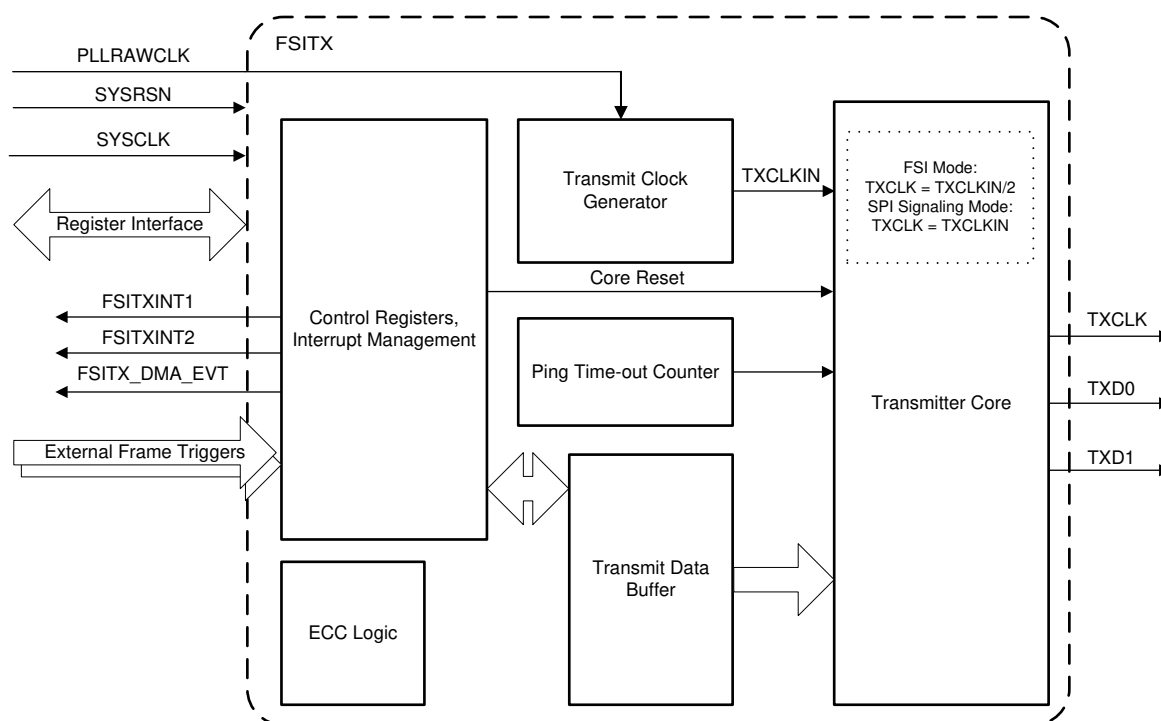 FSITX
PLLRAWCLK
SYSRSN
SYSCLK
Register Interface
FSITXINT1
FSITXINT2
FSITX_DMA_EVT
External Frame Triggers
Control Registers,
Interrupt Management
ECC Logic
Transmit Clock
Generator
TXCLKIN
Core Reset
Ping Time-out Counter
Transmit Data
Buffer
FSI Mode:
TXCLK = TXCLKIN/2
SPI Signaling Mode:
TXCLK = TXCLKIN
Transmitter Core
TXCLK
TXD0
TXD1